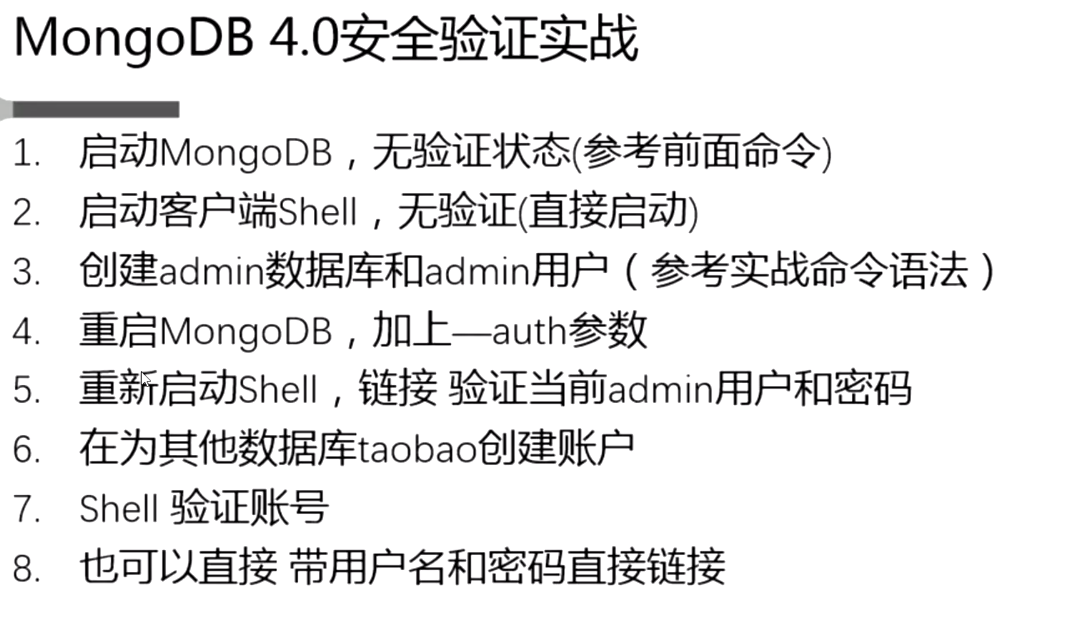 MongoDB 4.0安全验证实战
1. 启动MongoDB，无验证状态(参考前面命令)
2. 启动客户端Shell，无验证(直接启动)
3. 创建admin数据库和admin用户（参考实战命令语法）
4. 重启MongoDB，加上—auth参数
5. 重新启动Shell，链接 验证当前admin用户和密码
6. 在为其他数据库taobao创建账户
7. Shell 验证账号
8. 也可以直接 带用户名和密码直接链接